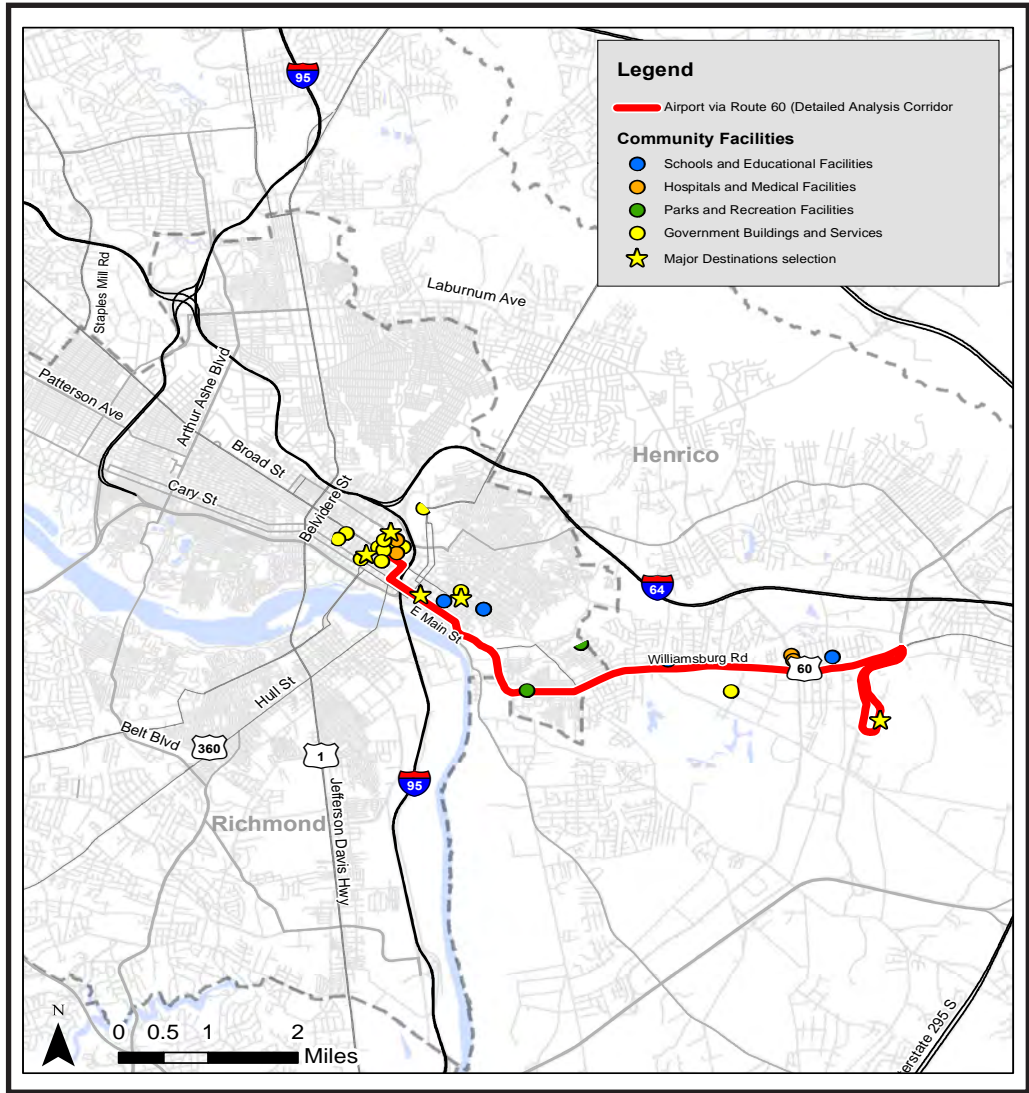 Legend
Airport via Route 60 (Detailed Analysis Corridor
Community Facilities
Schools and Educational Facilities
Hospitals and Medical Facilities
Parks and Recreation Facilities
Government Buildings and Services
Major Destinations selection
95
Staples Mill Rd
Laburnum Ave
Patterson Ave
Arthur Ashe Blvd
Broad St
Henrico
Cary St
Belvidere St
64
E Main St
Williamsburg Rd
60
Hull St
Belt Blvd
360
1
95
Jefferson Davis Hwy
Richmond
erstate 295 S
N
0 0.5 1 2
Miles